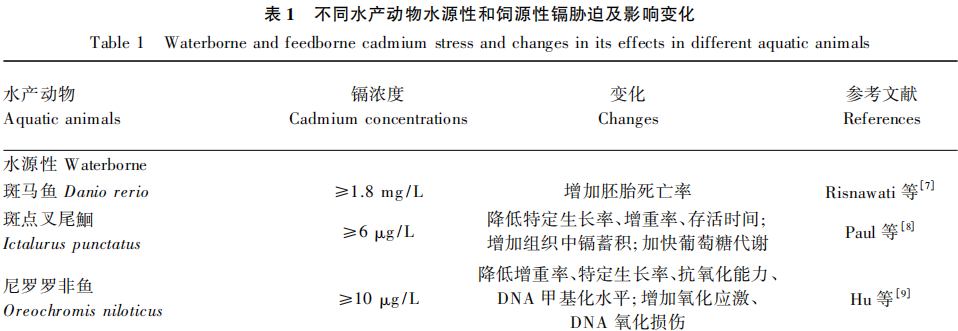 表 1 不同水产动物水源性和饲源性镉胁迫及影响变化
Table 1 Waterborne and feedborne cadmium stress and changes in its effects in different aquatic animals
水产动物 镉浓度 变化 参考文献
Aquatic animals Cadmium concentrations Changes References
水源性 Waterborne
斑马鱼 Danio rerio ≥1.8 mg/L 增加胚胎死亡率 Risnawati 等[7]
斑点叉尾鮰
Ictalurus punctatus
≥6 μg/L
降低特定生长率、增重率、存活时间;
增加组织中镉蓄积;加快葡萄糖代谢
Paul 等[8]
尼罗罗非鱼
Oreochromis niloticus
≥10 μg/L
降低增重率、特定生长率、抗氧化能力、
DNA 甲基化水平;增加氧化应激、
DNA 氧化损伤
Hu 等[9]